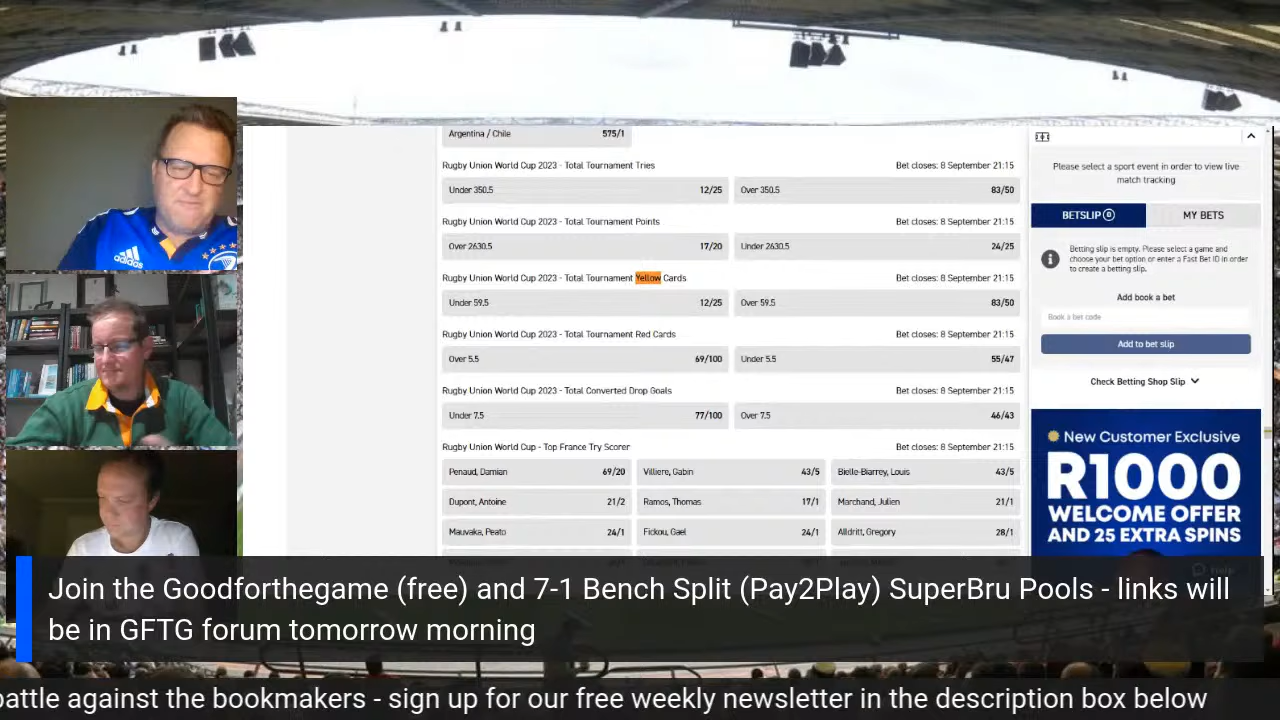 Argentina / Chile 575/1
Rugby Union World Cup 2023 - Total Tournament Tries Bet closes: 8 September 21:15
Under 350.5 12/25 Over 350.5 83/50
Rugby Union World Cup 2023 - Total Tournament Points Bet closes: 8 September 21:15
Over 2630.5 17/20 Under 2630.5 24/25
Rugby Union World Cup 2023 - Total Tournament Yellow Cards Bet closes: 8 September 21:15
Under 59.5 12/25 Over 59.5 83/50
Rugby Union World Cup 2023 - Total Tournament Red Cards Bet closes: 8 September 21:15
Over 5.5 69/100 Under 5.5 55/47
Rugby Union World Cup 2023 - Total Converted Drop Goals Bet closes: 8 September 21:15
Under 7.5 77/100 Over 7.5 46/43
Rugby Union World Cup - Top France Try Scorer Bet closes: 8 September 21:15
Penaud, Damian 69/20 Villiere, Gabin 43/5 Bielle-Biarrey, Louis 43/5
Dupont, Antoine 21/2 Ramos, Thomas 17/1 Marchand, Julien 21/1
Mauvaka, Peato 24/1 Fickou, Gael 24/1 Alldritt, Gregory 28/1
Please select a sport event in order to view live
match tracking
BETSLIP 0 MY BETS
Betting slip is empty. Please select a game and
choose your bet option or enter a Fast Bet ID in order
to create a betting slip.
Add book a bet
Book a bet code
Add to bet slip
Check Betting Shop Slip
New Customer Exclusive
R1000
WELCOME OFFER
AND 25 EXTRA SPINS
Help
adidas
Join the Goodforthegame (free) and 7-1 Bench Split (Pay2Play) SuperBru Pools - links will
be in GFTG forum tomorrow morning
battle against the bookmakers - sign up for our free weekly newsletter in the description box below